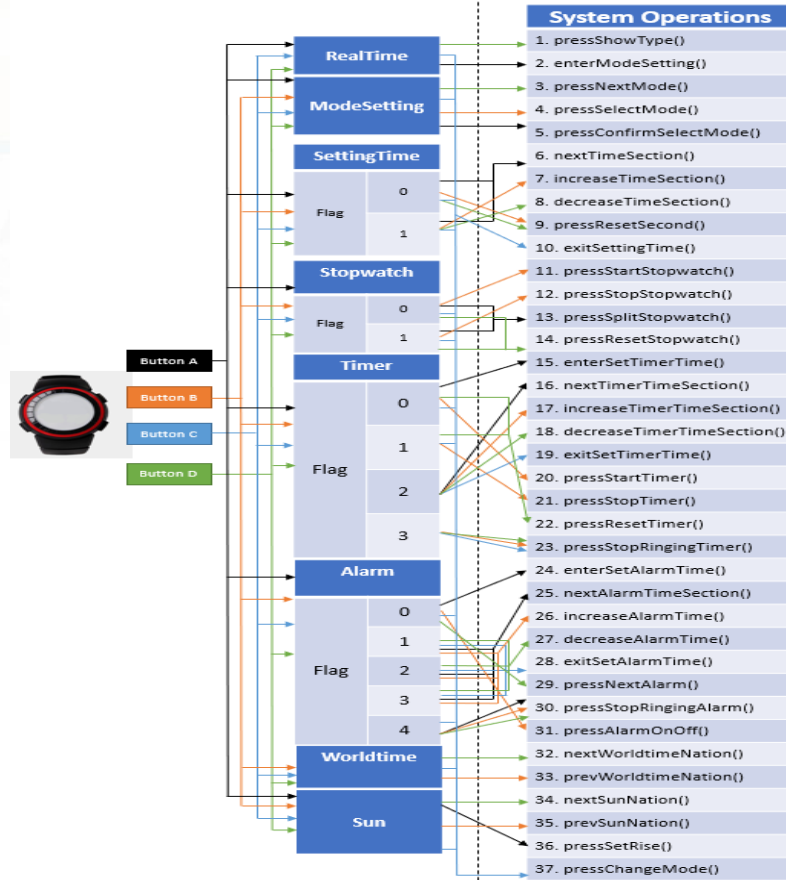 System Operations
1. pressShowType()
2. enterModeSetting()
3. pressNextMode()
4. pressSelectMode()
5. pressConfirmSelectMode()
6. nextTimeSection()
7. increaseTimeSection()
8. decreaseTimeSection()
9. pressResetSecond()
10. exitSettingTime()
11. pressStartStopwatch()
12. pressStopStopwatch()
13. pressSplitStopwatch()
14. pressResetStopwatch()
15. enterSetTimerTime()
16. nextTimerTimeSection()
17. increaseTimerTimeSection()
18. decreaseTimerTimeSection()
19. exitSetTimerTime()
20. pressStartTimer()
21. pressStopTimer()
22. pressResetTimer()
23. pressStopRingingTimer()
24. enterSetAlarmTime()
25. nextAlarmTimeSection()
26. increaseAlarmTime()
27. decreaseAlarmTime()
28. exitSetAlarmTime()
29. pressNextAlarm()
30. pressStopRingingAlarm()
31. pressAlarmOnOff()
32. nextWorldtimeNation()
33. prevWorldtimeNation()
34. nextSunNation()
35. prevSunNation()
36. pressSetRise()
37. pressChangeMode()
RealTime
ModeSetting
SettingTime
Flag
0
1
Stopwatch
Flag
0
1
Timer
Flag
0
1
2
3
Alarm
Flag
0
1
2
3
4
Worldtime
Sun
Button A
Button B
Button C
Button D